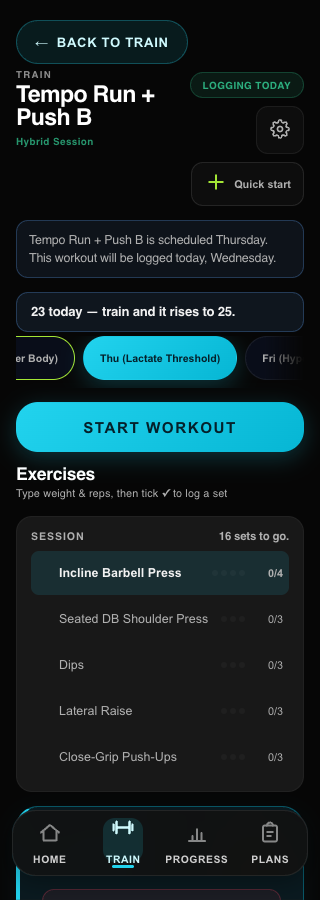 ← BACK TO TRAIN
TRAIN
LOGGING TODAY
Tempo Run +
Push B
Hybrid Session
Quick start
Tempo Run + Push B is scheduled Thursday.
This workout will be logged today, Wednesday.
23 today — train and it rises to 25.
er Body)
Thu (Lactate Threshold)
Fri (Hyp
START WORKOUT
Exercises
Type weight & reps, then tick ✓ to log a set
SESSION
16 sets to go.
Incline Barbell Press 0/4
Seated DB Shoulder Press 0/3
Dips 0/3
Lateral Raise 0/3
Close-Grip Push-Ups 0/3
HOME
TRAIN
PROGRESS
PLANS